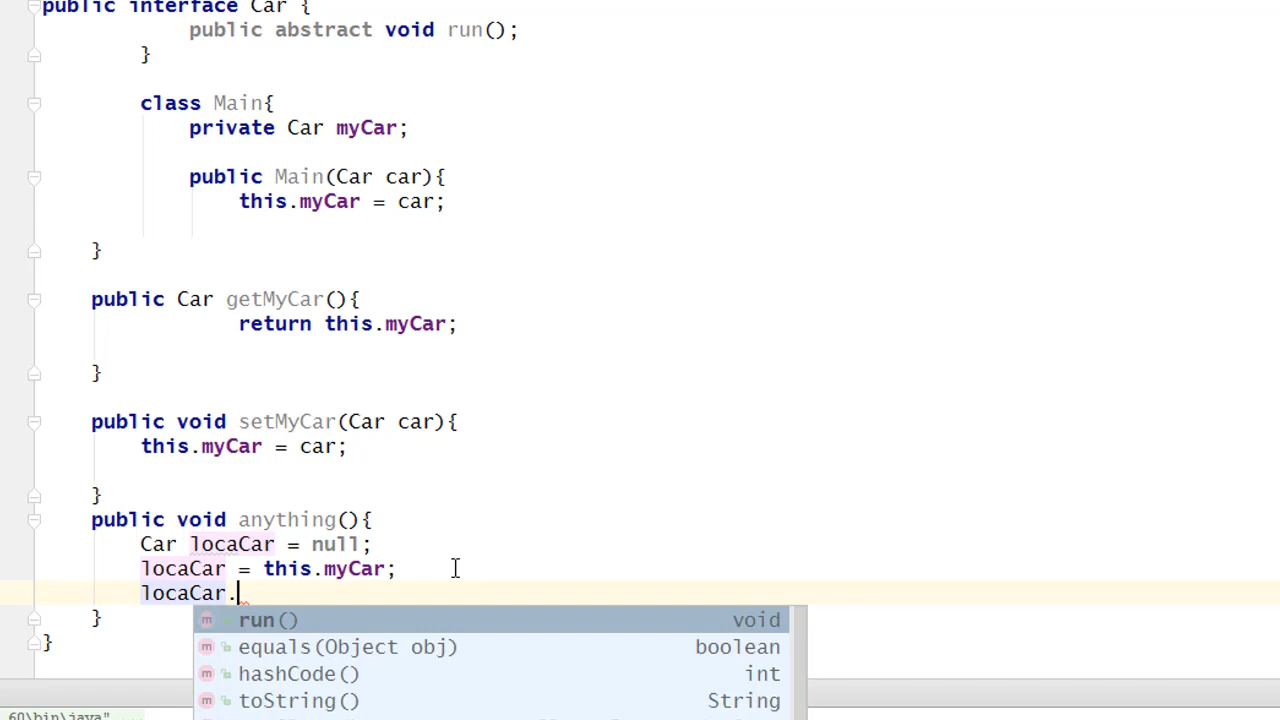 public interface Car {
public abstract void run();
}
class Main{
private Car myCar;
public Main(Car car){
this.myCar = car;
}
public Car getMyCar(){
return this.myCar;
}
public void setMyCar(Car car){
this.myCar = car;
}
public void anything(){
Car locaCar = null;
locaCar = this.myCar;
locaCar.
}
}
run() void
equals(Object obj) boolean
hashCode() int
toString() String
60\bin\java" ...